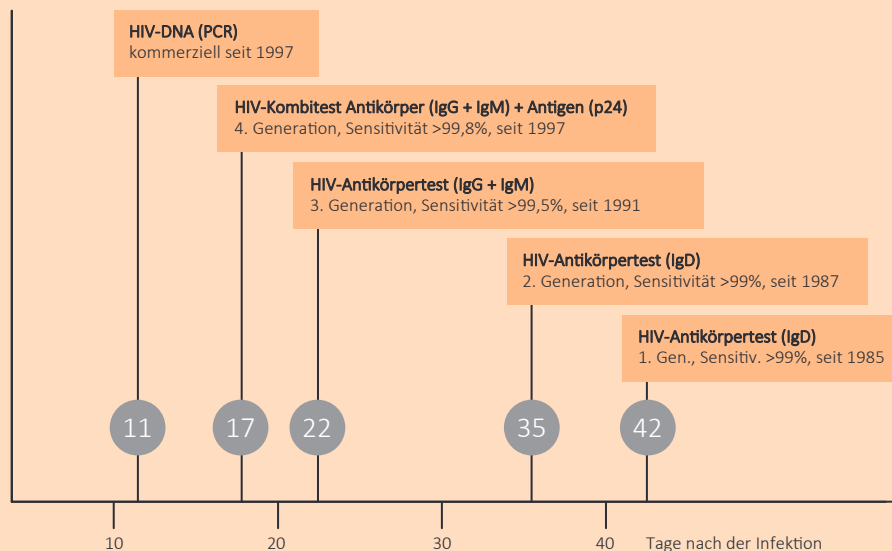 HIV-DNA (PCR)
kommerziell seit 1997
HIV-Kombitest Antikörper (IgG + IgM) + Antigen (p24)
4. Generation, Sensitivität >99,8%, seit 1997
HIV-Antikörpertest (IgG + IgM)
3. Generation, Sensitivität >99,5%, seit 1991
HIV-Antikörpertest (IgD)
2. Generation, Sensitivität >99%, seit 1987
HIV-Antikörpertest (IgD)
1. Gen., Sensitiv. >99%, seit 1985
11 17 22 35 42
10 20 30 40 Tage nach der Infektion